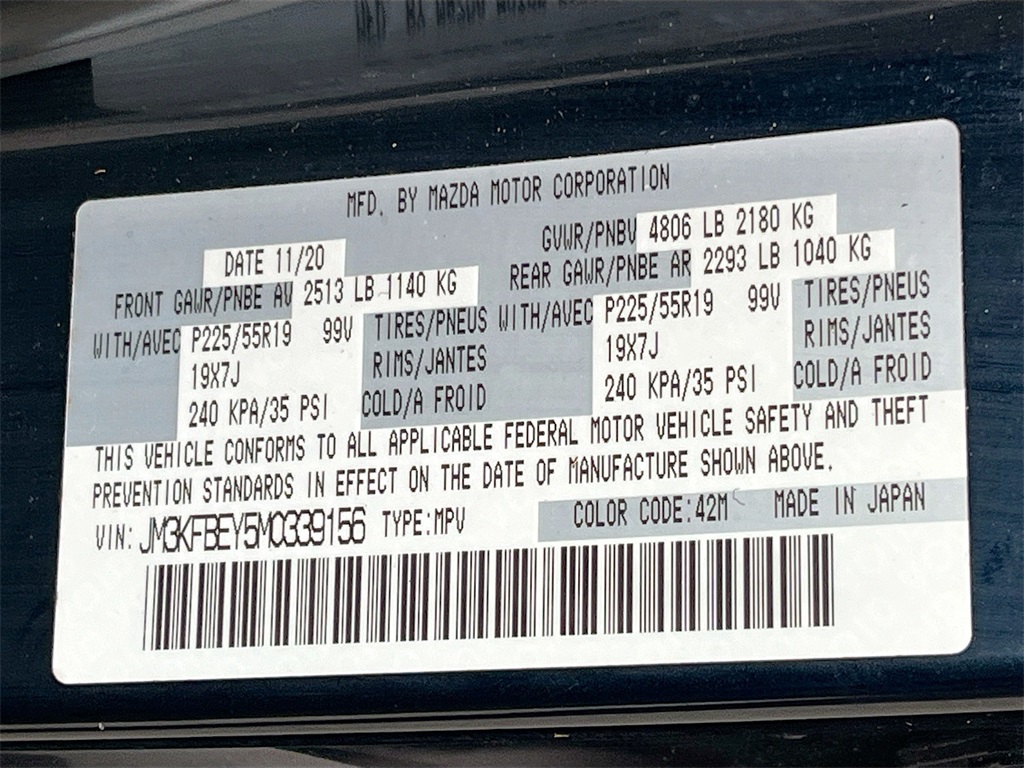 MFD. BY MAZDA MOTOR CORPORATION
DATE 11/20 GVWR/PNBV 4806 LB 2180 KG
FRONT GAWR/PNBE AV 2513 LB 1140 KG REAR GAWR/PNBE AR 2293 LB 1040 KG
WITH/AVEC P225/55R19 99V TIRES/PNEUS WITH/AVEC P225/55R19 99V TIRES/PNEUS
19X7J RIMS/JANTES 19X7J RIMS/JANTES
240 KPA/35 PSI COLD/A FROID 240 KPA/35 PSI COLD/A FROID
THIS VEHICLE CONFORMS TO ALL APPLICABLE FEDERAL MOTOR VEHICLE SAFETY AND THEFT
PREVENTION STANDARDS IN EFFECT ON THE DATE OF MANUFACTURE SHOWN ABOVE.
VIN: JM3KFBEY5M0339156 TYPE:MPV COLOR CODE:42M MADE IN JAPAN